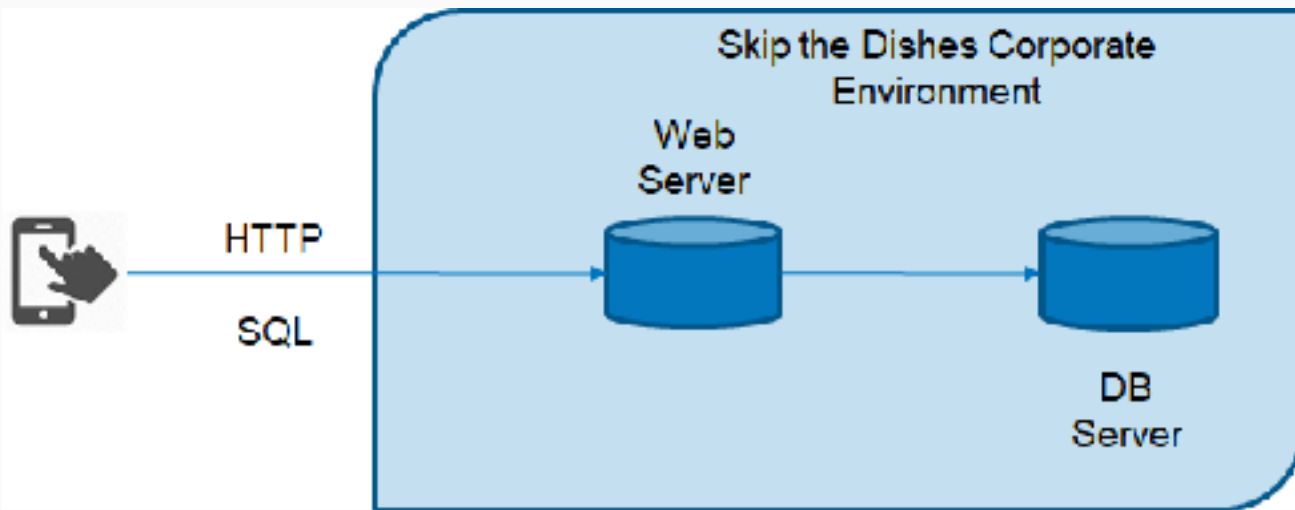 Skip the Dishes Corporate
Environment
Web
Server
HTTP
SQL
DB
Server